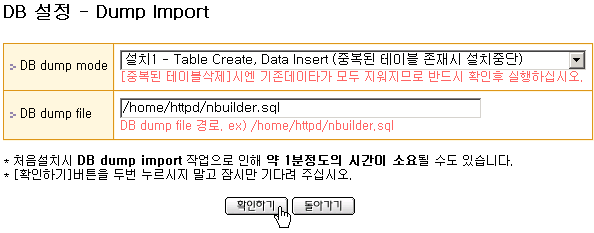 DB 설정 - Dump Import
DB dump mode
설치1 - Table Create, Data Insert (중복된 테이블 존재시 설치중단)
[중복된 테이블삭제]시엔 기존데이타가 모두 지워지므로 반드시 확인후 실행하십시오.
DB dump file
/home/httpd/nbuilder.sql
DB dump file 경로. ex) /home/httpd/nbuilder.sql
* 처음설치시 DB dump import 작업으로 인해 약 1분정도의 시간이 소요될 수도 있습니다.
* [확인하기]버튼을 두번 누르시지 말고 잠시만 기다려 주십시오.
확인하기 돌아가기